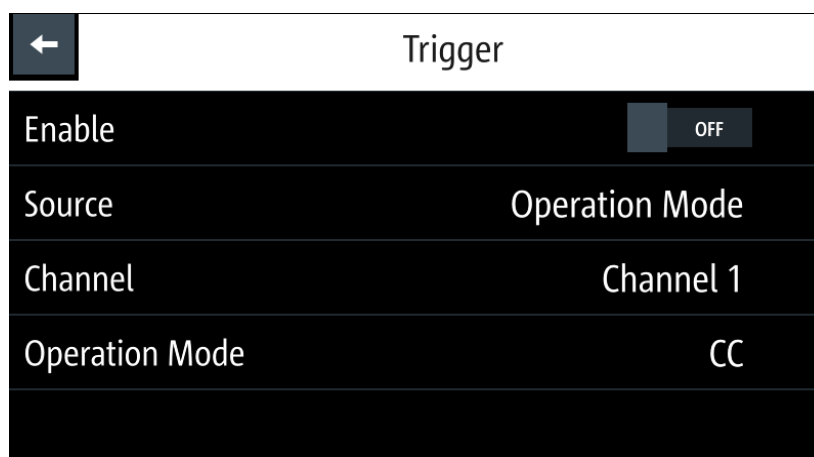 Trigger
Enable OFF
Source Operation Mode
Channel Channel 1
Operation Mode CC